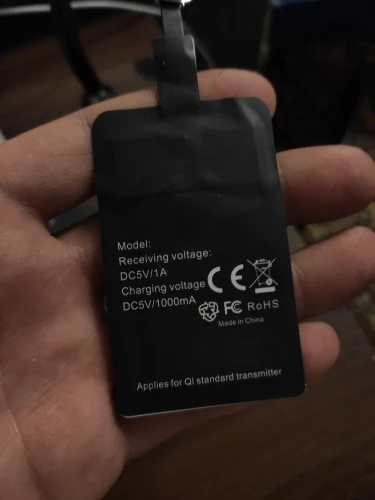 Model:
Receiving voltage:
DC5V/1A
Charging voltage
DC5V/1000mA
CE
FC RoHS
Made in China
Applies for QI standard transmitter